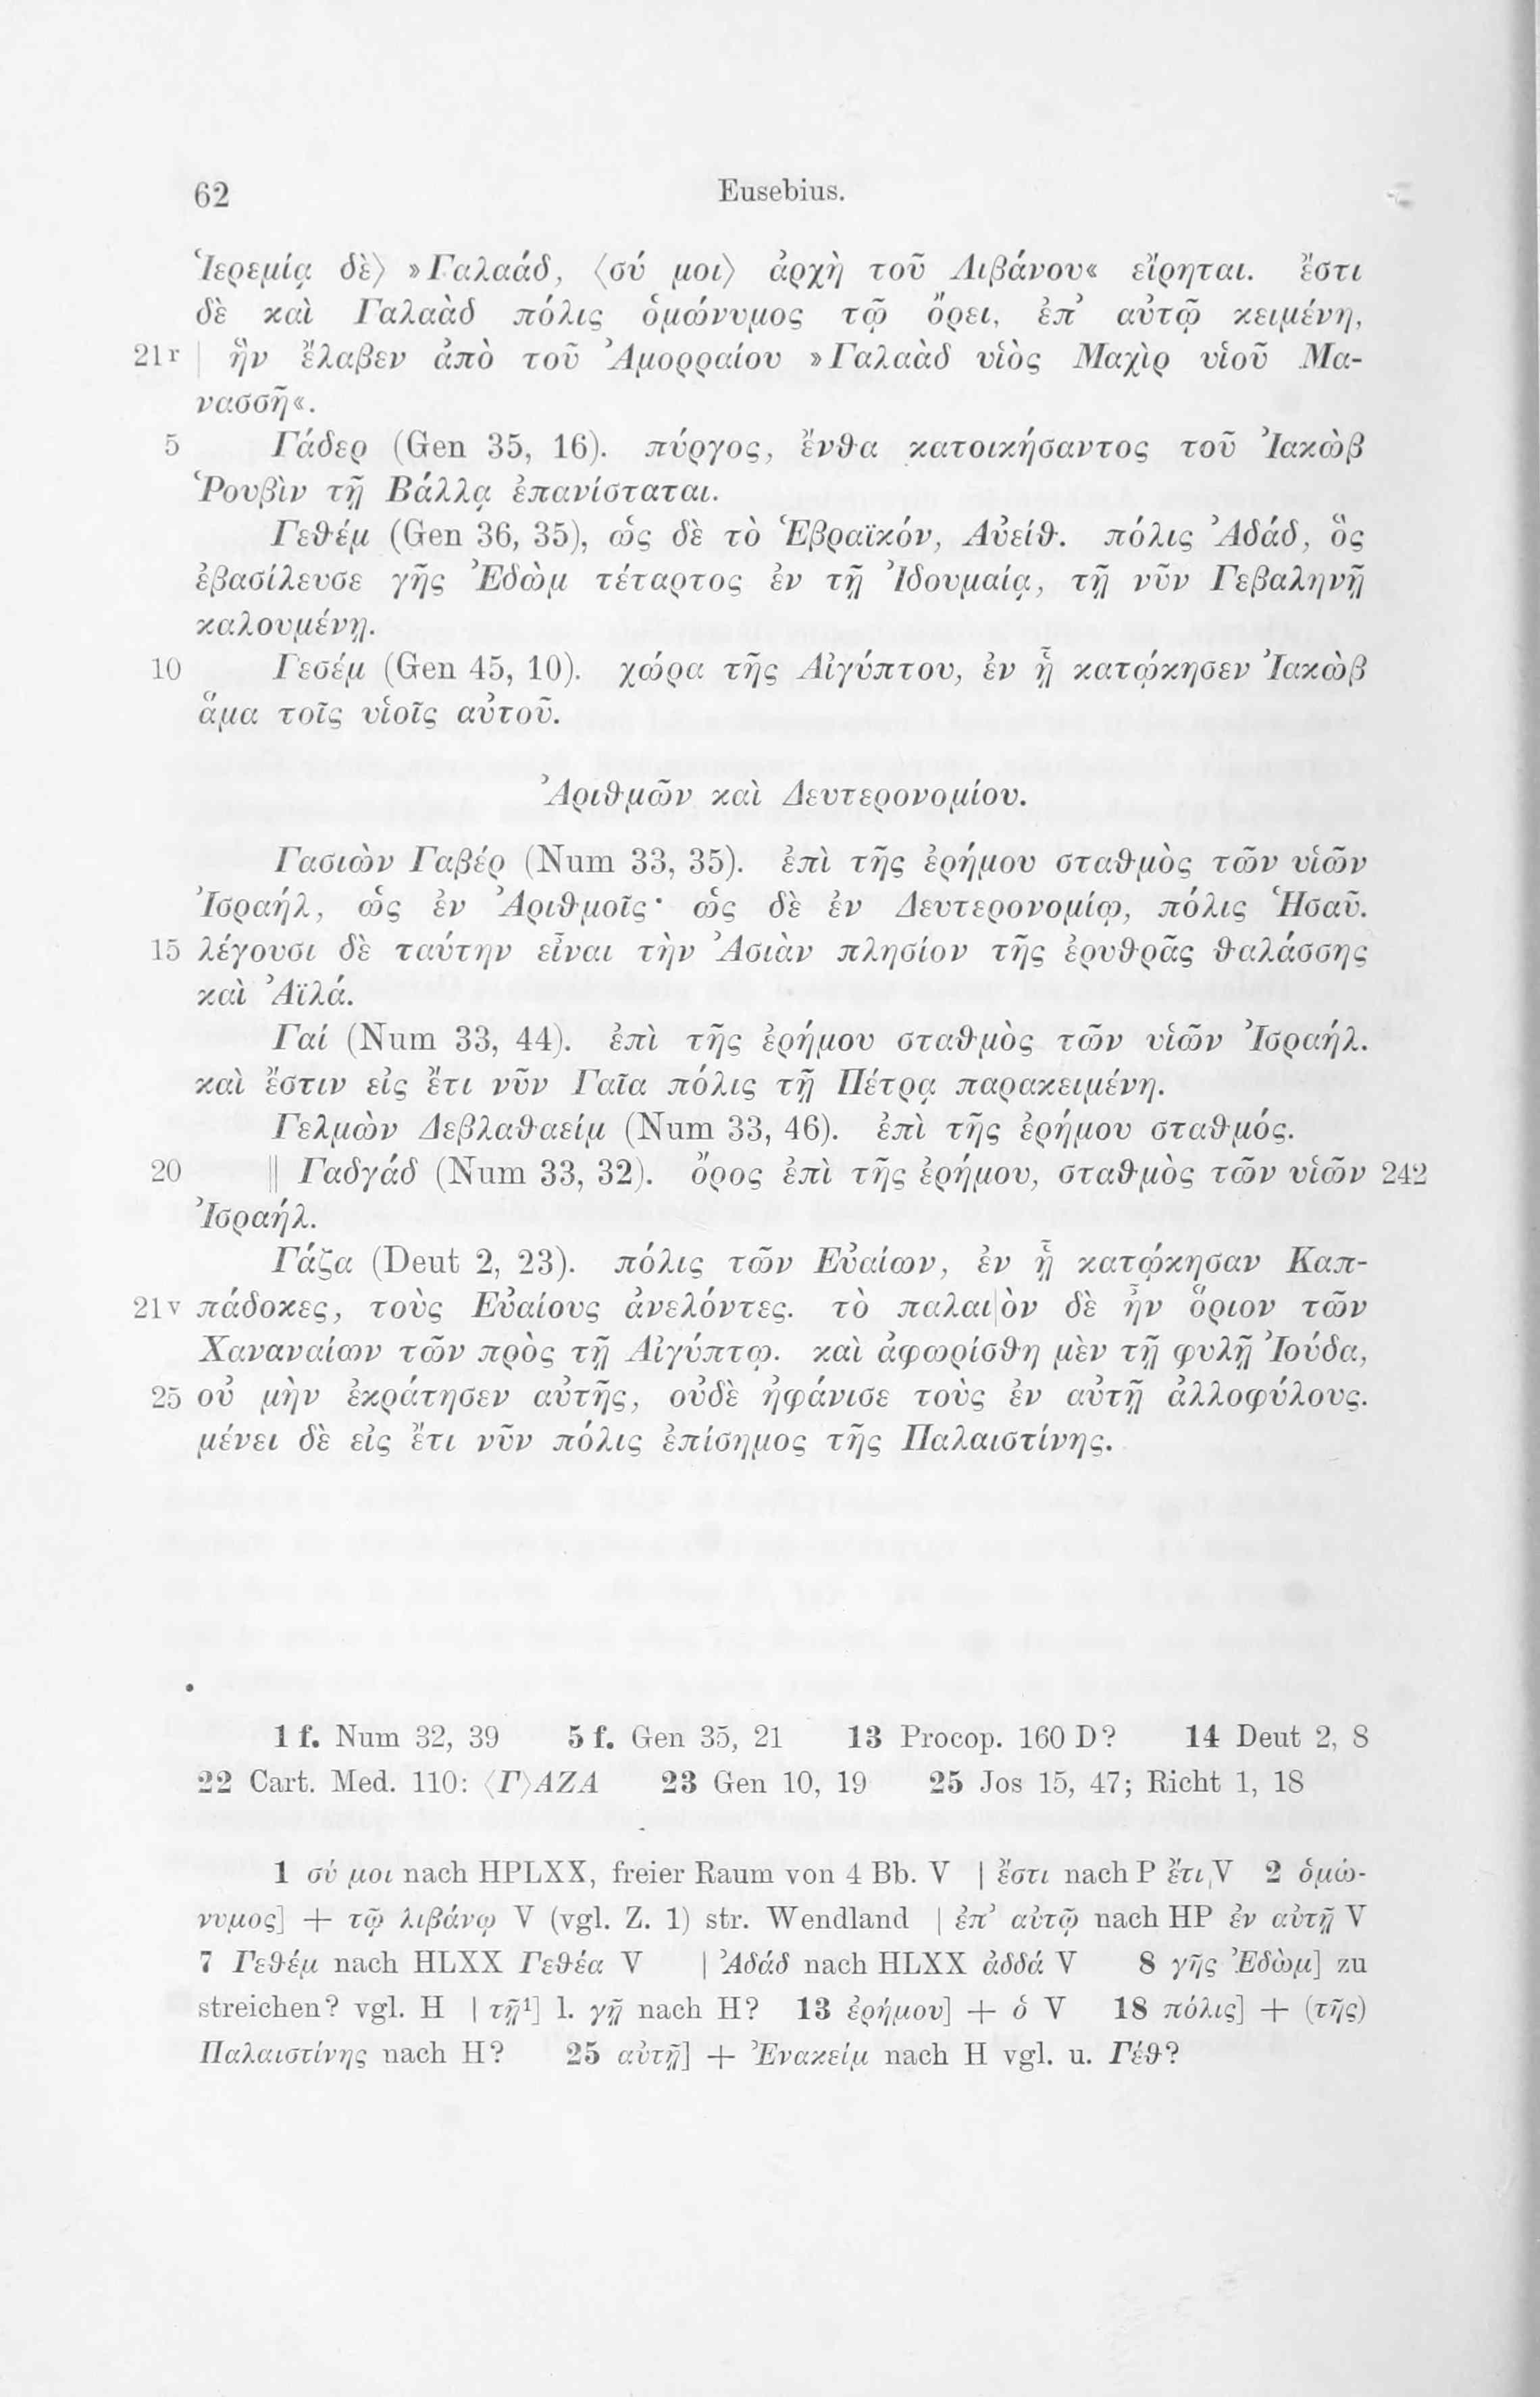 62 Eusebius.
Ἱερεμίᾳ δὲ〉 »Γαλαάδ, 〈σύ μοι〉 ἀρχὴ τοῦ Λιβάνου« εἴρηται. ἔστι
δὲ καὶ Γαλαὰδ πόλις ὁμώνυμος τῷ ὄρει, ἐπ’ αὐτῷ κειμένη,
21r | ἣν ἔλαβεν ἀπὸ τοῦ Ἀμορραίου »Γαλαὰδ υἱὸς Μαχὶρ υἱοῦ Μα-
νασσῆ«.
5 Γάδερ (Gen 35, 16). πύργος, ἔνθα κατοικήσαντος τοῦ Ἰακὼβ
Ῥουβὶν τῇ Βάλλᾳ ἐπανίσταται.
Γεθέμ (Gen 36, 35), ὡς δὲ τὸ Ἑβραϊκόν, Αὐείθ. πόλις Ἀδάδ, ὃς
ἐβασίλευσε γῆς Ἐδὼμ τέταρτος ἐν τῇ Ἰδουμαίᾳ, τῇ νῦν Γεβαληνῇ
καλουμένῃ.
10 Γεσέμ (Gen 45, 10). χώρα τῆς Αἰγύπτου, ἐν ᾗ κατῴκησεν Ἰακὼβ
ἅμα τοῖς υἱοῖς αὐτοῦ.
Ἀριθμῶν καὶ Δευτερονομίου.
Γασιὼν Γαβέρ (Num 33, 35). ἐπὶ τῆς ἐρήμου σταθμὸς τῶν υἱῶν
Ἰσραήλ, ὡς ἐν Ἀριθμοῖς· ὡς δὲ ἐν Δευτερονομίῳ, πόλις Ἡσαῦ.
15 λέγουσι δὲ ταύτην εἶναι τὴν Ἀσιὰν πλησίον τῆς ἐρυθρᾶς θαλάσσης
καὶ Ἀϊλά.
Γαί (Num 33, 44). ἐπὶ τῆς ἐρήμου σταθμὸς τῶν υἱῶν Ἰσραήλ.
καὶ ἔστιν εἰς ἔτι νῦν Γαῖα πόλις τῇ Πέτρᾳ παρακειμένη.
Γελμὼν Δεβλαθαείμ (Num 33, 46). ἐπὶ τῆς ἐρήμου σταθμός.
20 || Γαδγάδ (Num 33, 32). ὄρος ἐπὶ τῆς ἐρήμου, σταθμὸς τῶν υἱῶν 242
Ἰσραήλ.
Γάζα (Deut 2, 23). πόλις τῶν Εὐαίων, ἐν ᾗ κατῴκησαν Καπ-
21v πάδοκες, τοὺς Εὐαίους ἀνελόντες. τὸ παλαι|ὸν δὲ ἦν ὅριον τῶν
Χαναναίων τῶν πρὸς τῇ Αἰγύπτῳ. καὶ ἀφωρίσθη μὲν τῇ φυλῇ Ἰούδα,
25 οὐ μὴν ἐκράτησεν αὐτῆς, οὐδὲ ἠφάνισε τοὺς ἐν αὐτῇ ἀλλοφύλους.
μένει δὲ εἰς ἔτι νῦν πόλις ἐπίσημος τῆς Παλαιστίνης.
1 f. Num 32, 39 5 f. Gen 35, 21 13 Procop. 160 D? 14 Deut 2, 8
22 Cart. Med. 110: 〈Γ〉ΑΖΑ 23 Gen 10, 19 25 Jos 15, 47; Richt 1, 18
1 σύ μοι nach HPLXX, freier Raum von 4 Bb. V | ἔστι nach P ἔτι V 2 ὁμώ-
νυμος] + τῷ λιβάνῳ V (vgl. Z. 1) str. Wendland | ἐπ’ αὐτῷ nach HP ἐν αὐτῇ V
7 Γεθέμ nach HLXX Γεθέα V | Ἀδάδ nach HLXX ἀδδά V 8 γῆς Ἐδὼμ] zu
streichen? vgl. H | τῇ¹] l. γῇ nach H? 13 ἐρήμου] + ὁ V 18 πόλις] + (τῆς)
Παλαιστίνης nach H? 25 αὐτῇ] + Ἐνακείμ nach H vgl. u. Γέθ?